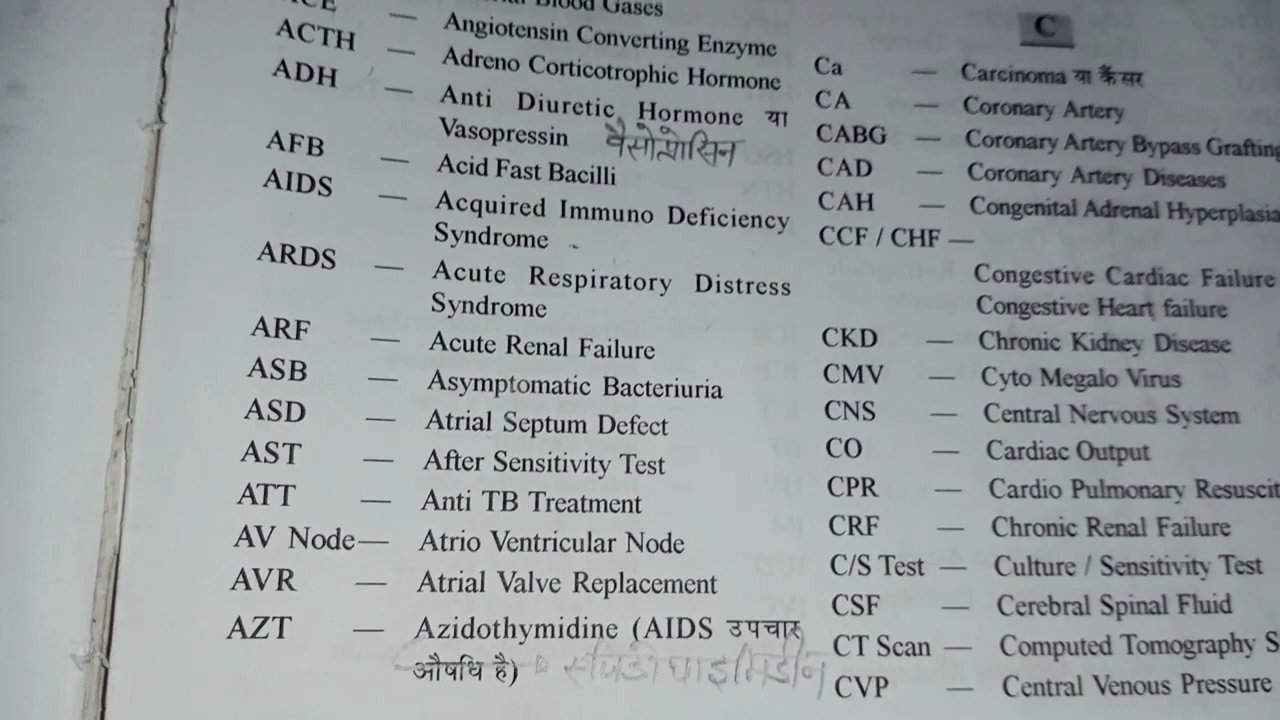 Blood Gases
Angiotensin Converting Enzyme
ACTH — Adreno Corticotrophic Hormone
ADH — Anti Diuretic Hormone या
Vasopressin वैसोप्रोसिन
AFB — Acid Fast Bacilli
AIDS — Acquired Immuno Deficiency
Syndrome
ARDS — Acute Respiratory Distress
Syndrome
ARF — Acute Renal Failure
ASB — Asymptomatic Bacteriuria
ASD — Atrial Septum Defect
AST — After Sensitivity Test
ATT — Anti TB Treatment
AV Node — Atrio Ventricular Node
AVR — Atrial Valve Replacement
AZT — Azidothymidine (AIDS उपचार
औषधि है)
C
Ca — Carcinoma या कैंसर
CA — Coronary Artery
CABG — Coronary Artery Bypass Grafting
CAD — Coronary Artery Diseases
CAH — Congenital Adrenal Hyperplasia
CCF / CHF —
Congestive Cardiac Failure
Congestive Heart failure
CKD — Chronic Kidney Disease
CMV — Cyto Megalo Virus
CNS — Central Nervous System
CO — Cardiac Output
CPR — Cardio Pulmonary Resuscit
CRF — Chronic Renal Failure
C/S Test — Culture / Sensitivity Test
CSF — Cerebral Spinal Fluid
CT Scan — Computed Tomography S
CVP — Central Venous Pressure